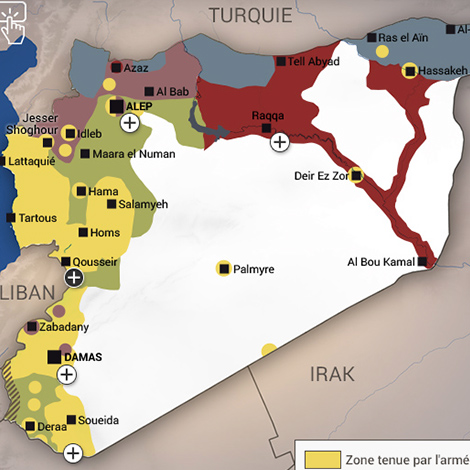 TURQUIE
Ras el Aïn
Al-
Azaz
Tell Abyad
Hassakeh
Al Bab
ALEP
Jesser
Shoghour
Idleb
Raqqa
Lattaquié
Maara el Numan
Deir Ez Zor
Hama
Salamyeh
Tartous
Homs
Qousseir
Palmyre
Al Bou Kamal
LIBAN
Zabadany
DAMAS
IRAK
Deraa
Soueida
Zone tenue par l'armé